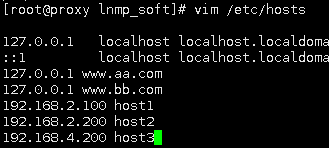 [root@proxy lnmp_soft]# vim /etc/hosts
127.0.0.1 localhost localhost.localdoma
::1 localhost localhost.localdoma
127.0.0.1 www.aa.com
127.0.0.1 www.bb.com
192.168.2.100 host1
192.168.2.200 host2
192.168.4.200 host3